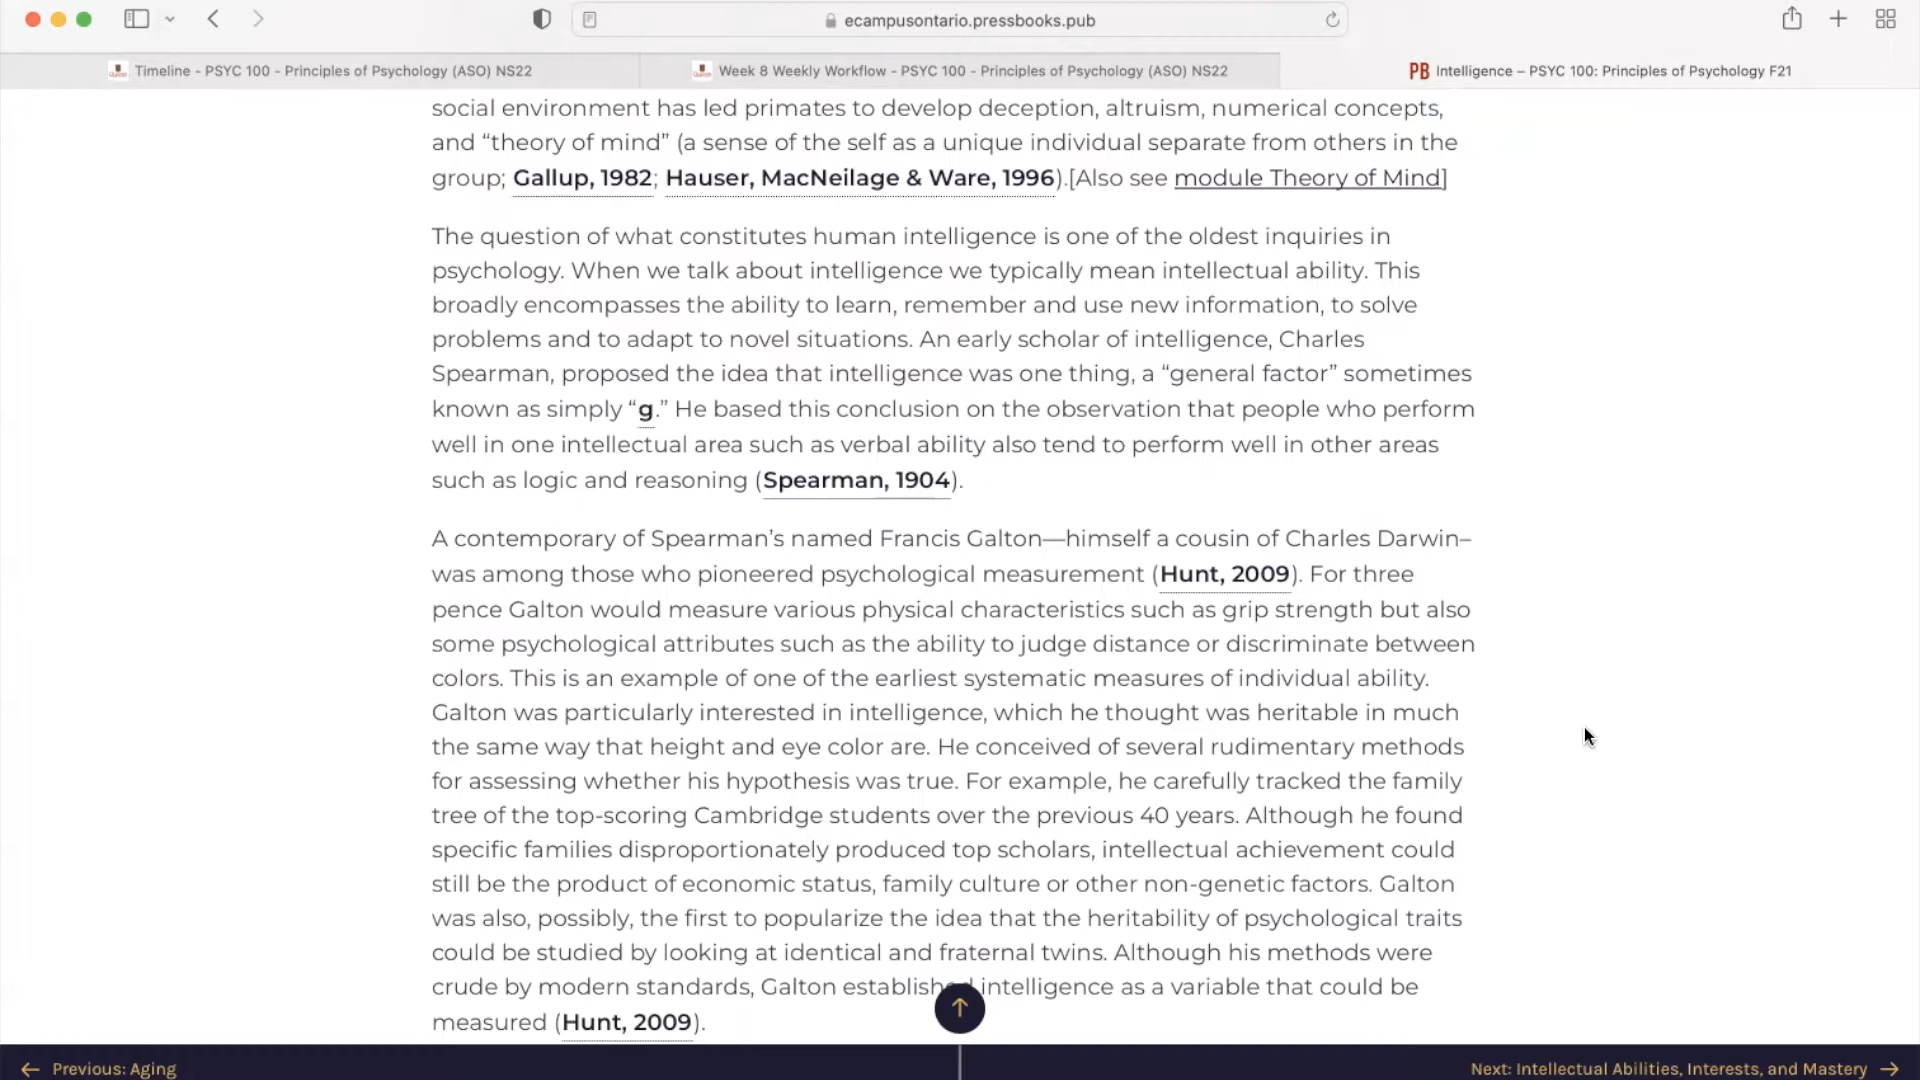 ecampusontario.pressbooks.pub
Timeline - PSYC 100 - Principles of Psychology (ASO) NS22
Week 8 Weekly Workflow - PSYC 100 - Principles of Psychology (ASO) NS22
PB Intelligence – PSYC 100: Principles of Psychology F21
social environment has led primates to develop deception, altruism, numerical concepts,
and “theory of mind” (a sense of the self as a unique individual separate from others in the
group; Gallup, 1982; Hauser, MacNeilage & Ware, 1996).[Also see module Theory of Mind]
The question of what constitutes human intelligence is one of the oldest inquiries in
psychology. When we talk about intelligence we typically mean intellectual ability. This
broadly encompasses the ability to learn, remember and use new information, to solve
problems and to adapt to novel situations. An early scholar of intelligence, Charles
Spearman, proposed the idea that intelligence was one thing, a “general factor” sometimes
known as simply “g.” He based this conclusion on the observation that people who perform
well in one intellectual area such as verbal ability also tend to perform well in other areas
such as logic and reasoning (Spearman, 1904).
A contemporary of Spearman’s named Francis Galton—himself a cousin of Charles Darwin–
was among those who pioneered psychological measurement (Hunt, 2009). For three
pence Galton would measure various physical characteristics such as grip strength but also
some psychological attributes such as the ability to judge distance or discriminate between
colors. This is an example of one of the earliest systematic measures of individual ability.
Galton was particularly interested in intelligence, which he thought was heritable in much
the same way that height and eye color are. He conceived of several rudimentary methods
for assessing whether his hypothesis was true. For example, he carefully tracked the family
tree of the top-scoring Cambridge students over the previous 40 years. Although he found
specific families disproportionately produced top scholars, intellectual achievement could
still be the product of economic status, family culture or other non-genetic factors. Galton
was also, possibly, the first to popularize the idea that the heritability of psychological traits
could be studied by looking at identical and fraternal twins. Although his methods were
crude by modern standards, Galton established intelligence as a variable that could be
measured (Hunt, 2009).
← Previous: Aging
Next: Intellectual Abilities, Interests, and Mastery →